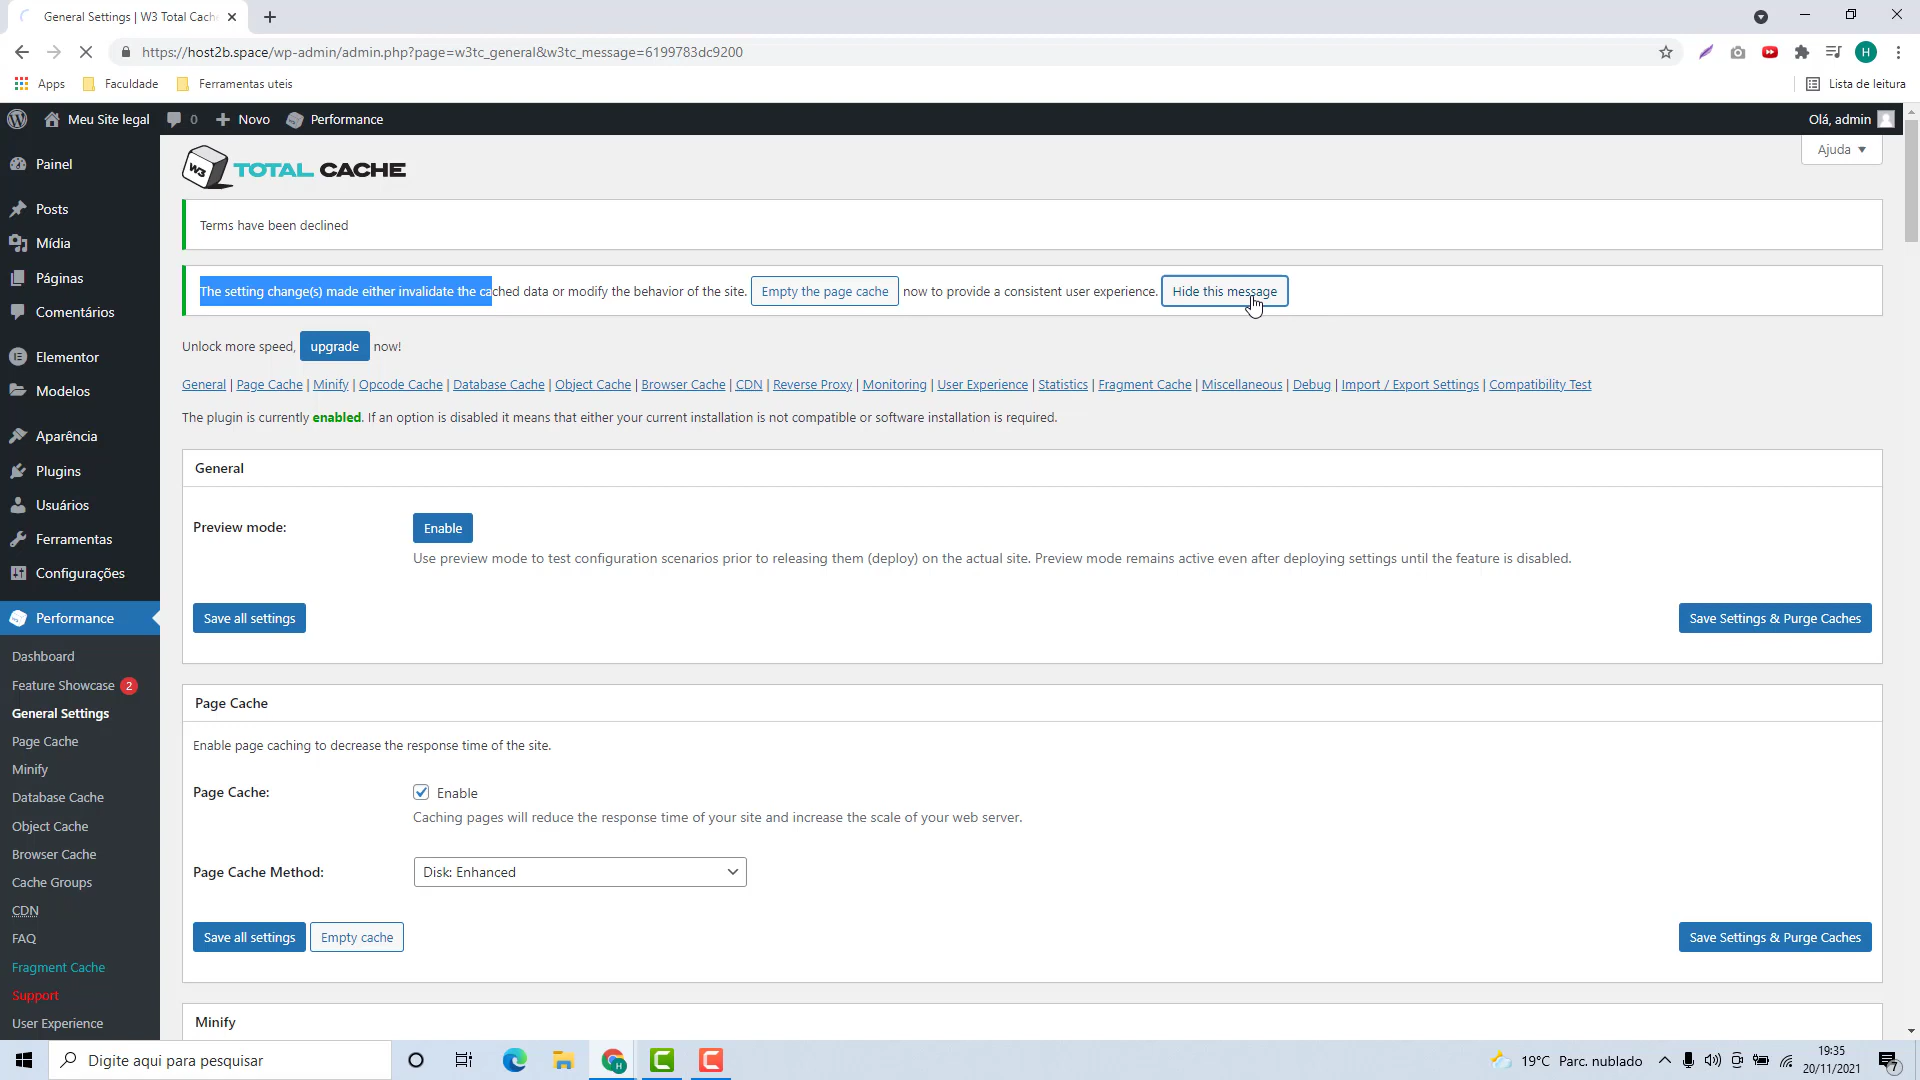 General Settings | W3 Total Cache
https://host2b.space/wp-admin/admin.php?page=w3tc_general&w3tc_message=6199783dc9200
H
Apps Faculdade Ferramentas uteis Lista de leitura
Meu Site legal 0 Novo Performance Olá, admin
Ajuda
W3 TOTAL CACHE
Painel
Posts
Mídia
Páginas
Comentários
Elementor
Modelos
Aparência
Plugins
Usuários
Ferramentas
Configurações
Performance
Dashboard
Feature Showcase 2
General Settings
Page Cache
Minify
Database Cache
Object Cache
Browser Cache
Cache Groups
CDN
FAQ
Fragment Cache
Support
User Experience
Terms have been declined
The setting change(s) made either invalidate the cached data or modify the behavior of the site. Empty the page cache now to provide a consistent user experience. Hide this message
Unlock more speed, upgrade now!
General | Page Cache | Minify | Opcode Cache | Database Cache | Object Cache | Browser Cache | CDN | Reverse Proxy | Monitoring | User Experience | Statistics | Fragment Cache | Miscellaneous | Debug | Import / Export Settings | Compatibility Test
The plugin is currently enabled. If an option is disabled it means that either your current installation is not compatible or software installation is required.
General
Preview mode: Enable
Use preview mode to test configuration scenarios prior to releasing them (deploy) on the actual site. Preview mode remains active even after deploying settings until the feature is disabled.
Save all settings Save Settings & Purge Caches
Page Cache
Enable page caching to decrease the response time of the site.
Page Cache: Enable
Caching pages will reduce the response time of your site and increase the scale of your web server.
Page Cache Method: Disk: Enhanced
Save all settings Empty cache Save Settings & Purge Caches
Minify
Digite aqui para pesquisar
19°C Parc. nublado
19:35
20/11/2021
7